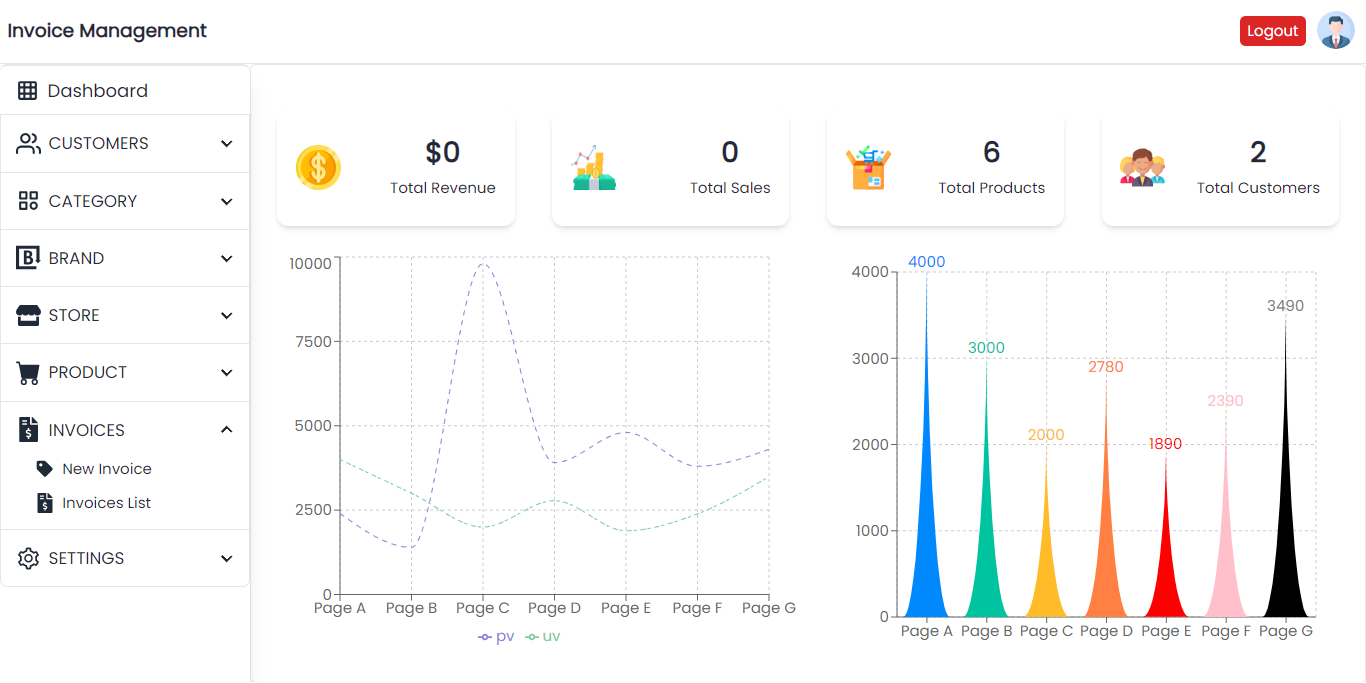 Invoice Management
Logout
Dashboard
CUSTOMERS
CATEGORY
BRAND
STORE
PRODUCT
INVOICES
New Invoice
Invoices List
SETTINGS
$0
Total Revenue
0
Total Sales
6
Total Products
2
Total Customers
10000
7500
5000
2500
0
Page A Page B Page C Page D Page E Page F Page G
pv uv
4000
3000
2000
1000
0
4000
3000
2000
2780
1890
2390
3490
Page A Page B Page C Page D Page E Page F Page G